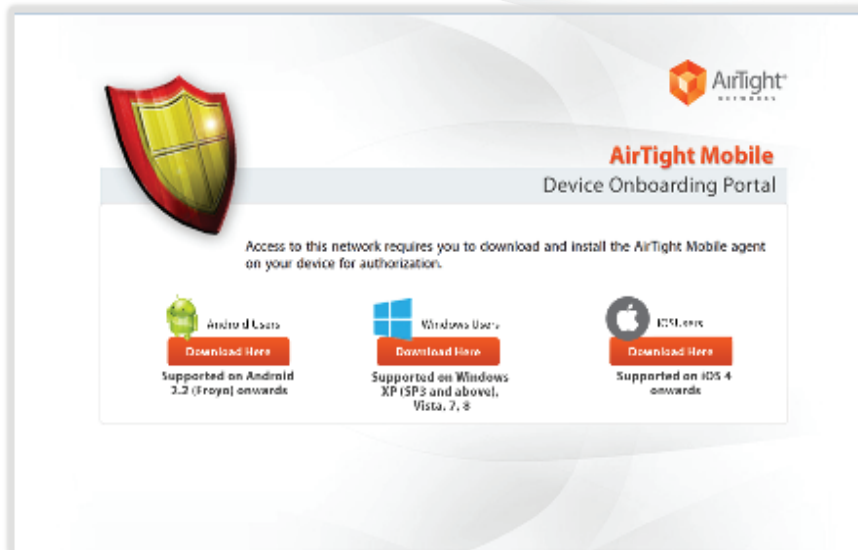 AirTight
NETWORKS
AirTight Mobile
Device Onboarding Portal
Access to this network requires you to download and install the AirTight Mobile agent
on your device for authorization.
Android Users
Windows Users
iOSUsers
Download Here
Download Here
Download Here
Supported on Android
2.2 (Froyo) onwards
Supported on Windows
XP (SP3 and above),
Vista, 7, 8
Supported on iOS 4
onwards